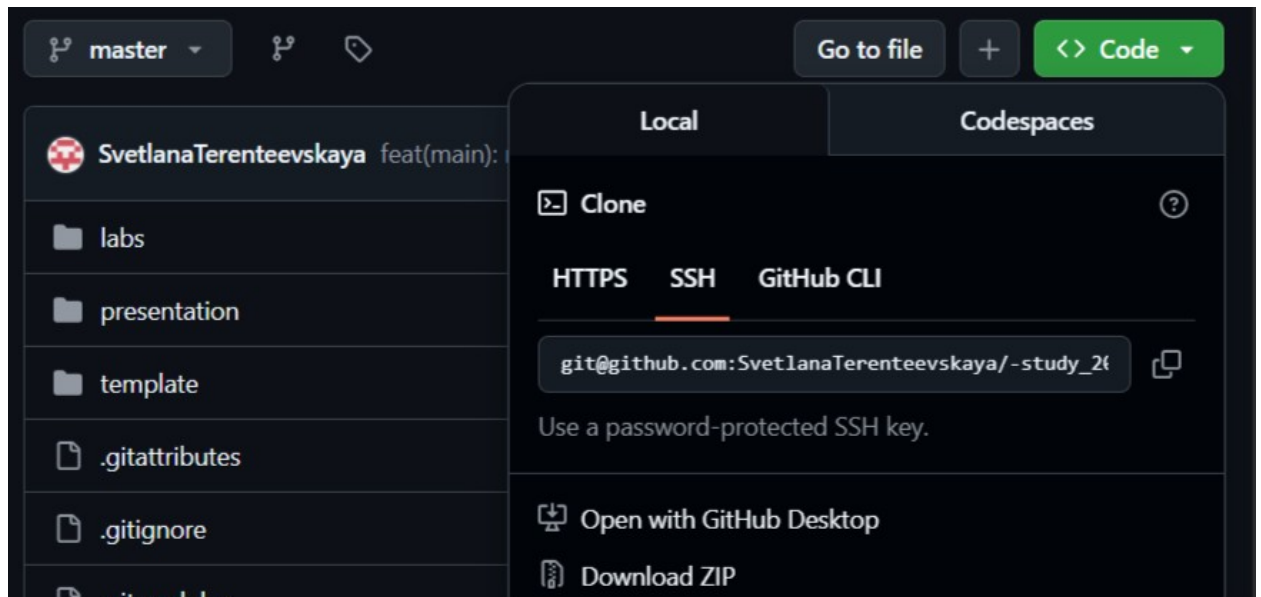 master
Go to file
Code
Local
Codespaces
SvetlanaTerenteevskaya feat(main):
Clone
labs
HTTPS SSH GitHub CLI
presentation
git@github.com:SvetlanaTerenteevskaya/-study_2
template
Use a password-protected SSH key.
.gitattributes
Open with GitHub Desktop
.gitignore
Download ZIP